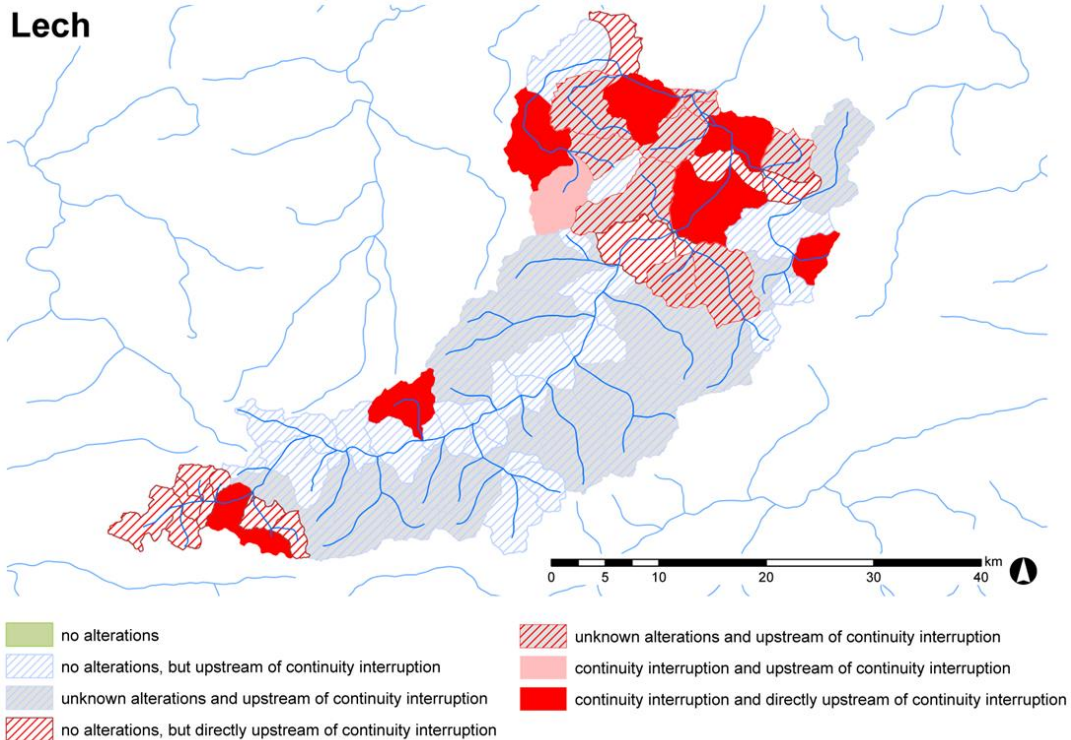 Lech
km
0 5 10 20 30 40
no alterations
no alterations, but upstream of continuity interruption
unknown alterations and upstream of continuity interruption
no alterations, but directly upstream of continuity interruption
unknown alterations and upstream of continuity interruption
continuity interruption and upstream of continuity interruption
continuity interruption and directly upstream of continuity interruption